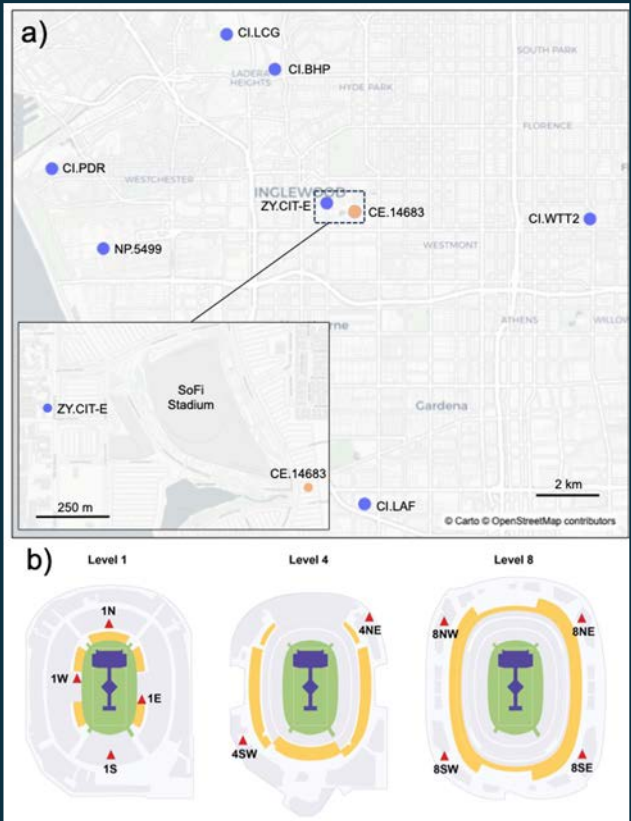 a)
CI.LCG
SOUTH PARK
CI.BHP
LADERA
HEIGHTS
HYDE PARK
FLORENCE
CI.PDR
WESTCHESTER
INGLEWOOD
ZY.CIT-E
CE.14683
CI.WTT2
NP.5499
WESTMONT
ATHENS
SoFi
Stadium
ZY.CIT-E
Gardena
CE.14683
250 m
2 km
CI.LAF
© Carto © OpenStreetMap contributors
b)
Level 1
Level 4
Level 8
1N
4NE
8NW
8NE
1W
1E
4SW
1S
8SW
8SE